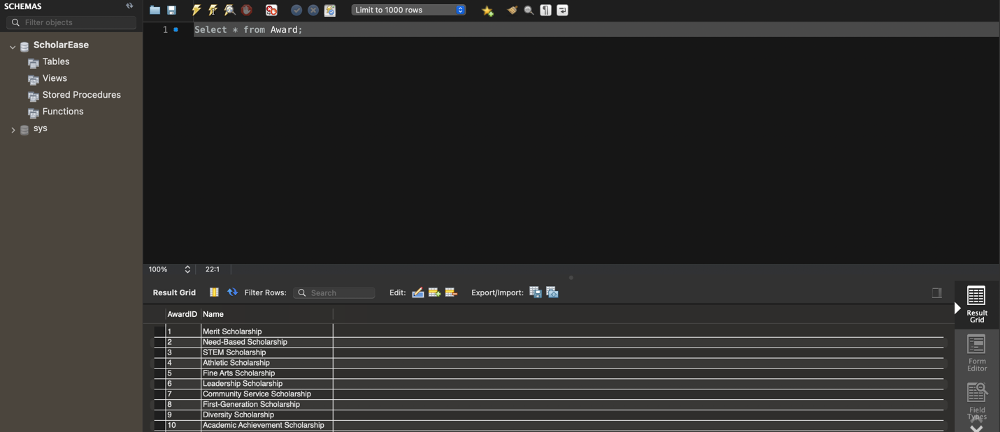 SCHEMAS
Filter objects
ScholarEase
Tables
Views
Stored Procedures
Functions
sys
Limit to 1000 rows
1
Select * from Award;
100%
22:1
Result Grid
Filter Rows:
Search
Edit:
Export/Import:
AwardID Name
1 Merit Scholarship
2 Need-Based Scholarship
3 STEM Scholarship
4 Athletic Scholarship
5 Fine Arts Scholarship
6 Leadership Scholarship
7 Community Service Scholarship
8 First-Generation Scholarship
9 Diversity Scholarship
10 Academic Achievement Scholarship
Result
Grid
Form
Editor
Field
Types